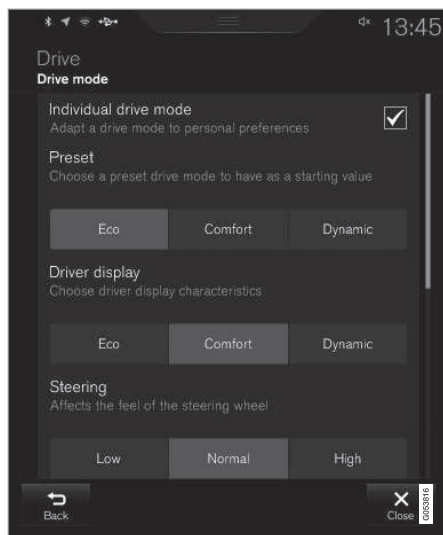 13:45
Drive
Drive mode
Individual drive mode
Adapt a drive mode to personal preferences
Preset
Choose a preset drive mode to have as a starting value
Eco Comfort Dynamic
Driver display
Choose driver display characteristics
Eco Comfort Dynamic
Steering
Affects the feel of the steering wheel
Low Normal High
Back Close
G053816